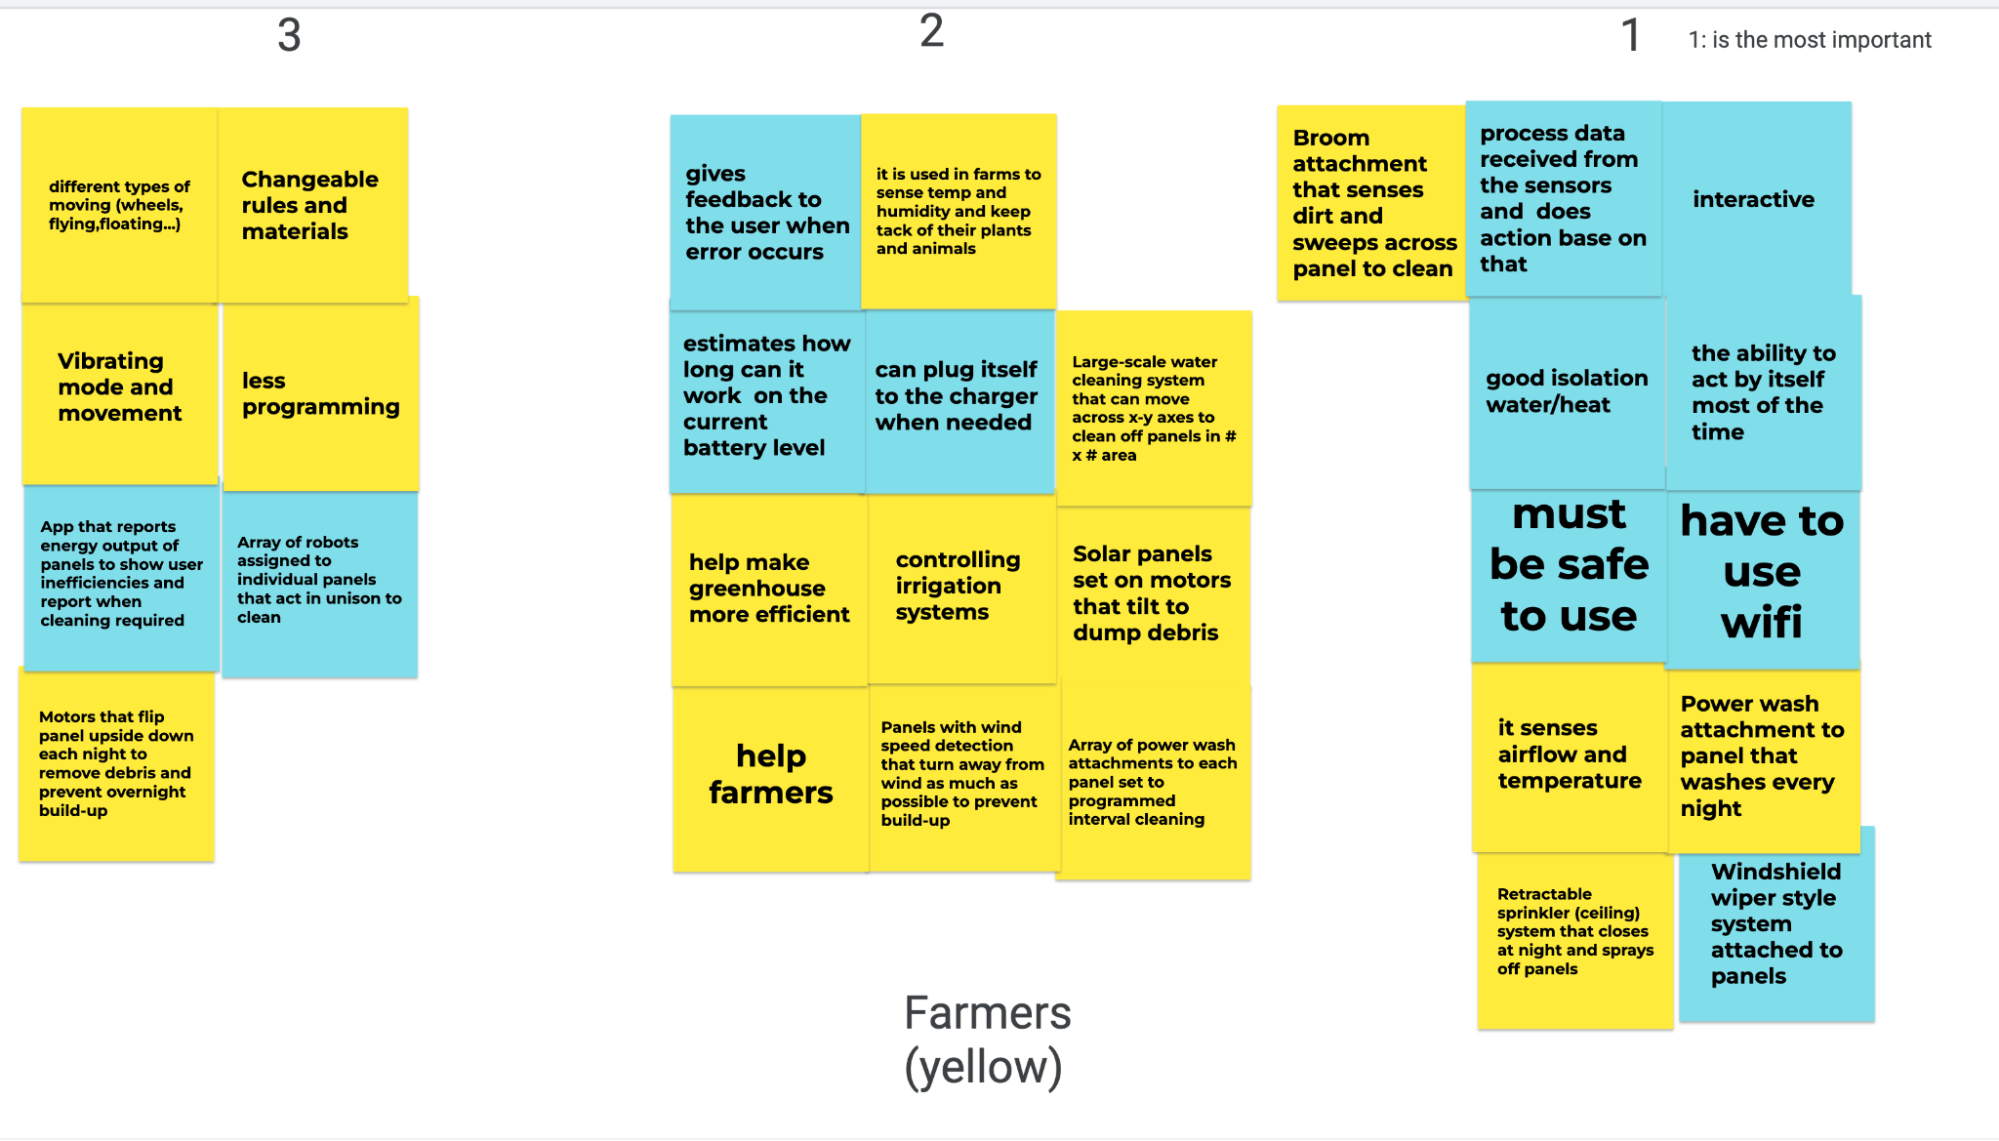 3
2
1
1: is the most important
different types of
moving (wheels,
flying,floating...)
Changeable
rules and
materials
Vibrating
mode and
movement
less
programming
App that reports
energy output of
panels to show user
inefficiencies and
report when
cleaning required
Array of robots
assigned to
individual panels
that act in unison to
clean
Motors that flip
panel upside down
each night to
remove debris and
prevent overnight
build-up
gives
feedback to
the user when
error occurs
it is used in farms to
sense temp and
humidity and keep
tack of their plants
and animals
estimates how
long can it
work on the
current
battery level
can plug itself
to the charger
when needed
Large-scale water
cleaning system
that can move
across x-y axes to
clean off panels in #
x # area
help make
greenhouse
more efficient
controlling
irrigation
systems
Solar panels
set on motors
that tilt to
dump debris
help
farmers
Panels with wind
speed detection
that turn away from
wind as much as
possible to prevent
build-up
Array of power wash
attachments to each
panel set to
programmed
interval cleaning
Broom
attachment
that senses
dirt and
sweeps across
panel to clean
process data
received from
the sensors
and does
action base on
that
interactive
good isolation
water/heat
the ability to
act by itself
most of the
time
must
be safe
to use
have to
use
wifi
it senses
airflow and
temperature
Power wash
attachment to
panel that
washes every
night
Retractable
sprinkler (ceiling)
system that closes
at night and sprays
off panels
Windshield
wiper style
system
attached to
panels
Farmers
(yellow)